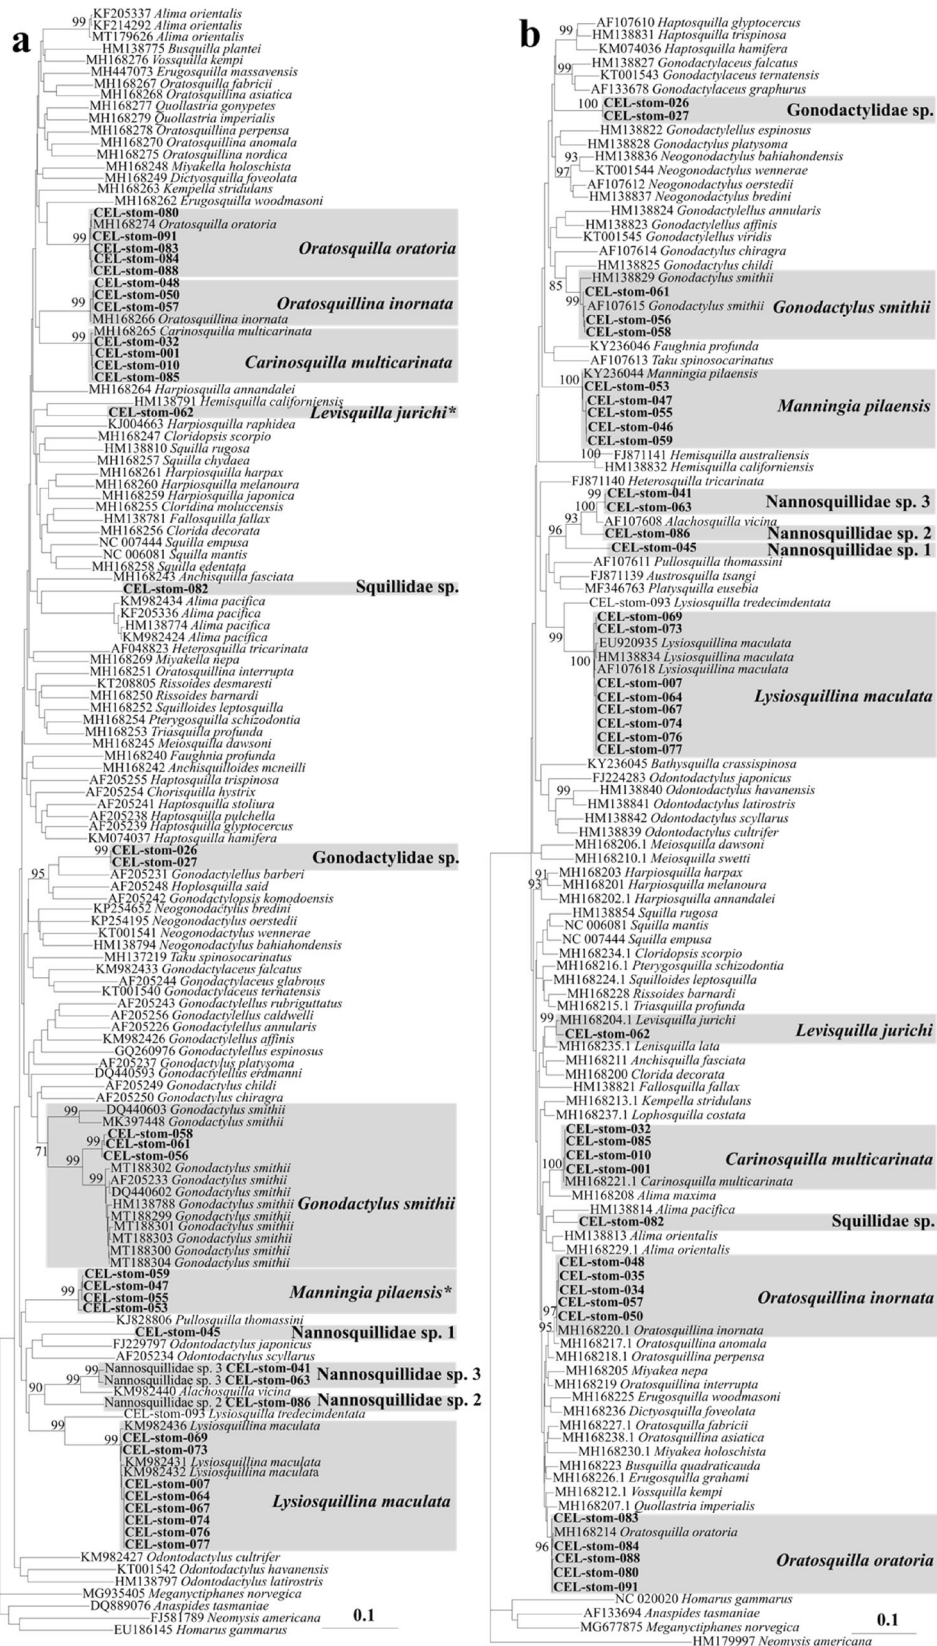 a
KF205337 Alima orientalis
99
KF214292 Alima orientalis
MT179626 Alima orientalis
HM138775 Busquilla plantei
MH168276 Vossquilla kempi
MH447073 Erugosquilla massavensis
MH168267 Oratosquilla fabricii
MH168268 Oratosquilla asiatica
MH168277 Quollastria gonypetes
MH168279 Quollastria imperialis
MH168278 Oratosquilla perpensa
MH168270 Oratosquillina anomala
MH168275 Oratosquillina nordica
MH168248 Miyakella holoschista
MH168249 Dictyosquilla foveolata
MH168263 Kempella stridulans
MH168262 Erugosquilla woodmasoni
CEL-stom-080
MH168274 Oratosquilla oratoria
99 CEL-stom-091
CEL-stom-083 Oratosquilla oratoria
CEL-stom-084
CEL-stom-088
CEL-stom-048
CEL-stom-050
99 CEL-stom-057 Oratosquillina inornata
MH168266 Oratosquillina inornata
MH168265 Carinosquilla multicarinata
99 CEL-stom-032
CEL-stom-001
CEL-stom-010 Carinosquilla multicarinata
CEL-stom-085
MH168264 Harpiosquilla annandalei
HM138791 Hemisquilla californiensis
CEL-stom-062 Levisquilla jurichi*
KJ004663 Harpiosquilla raphidea
MH168247 Cloridopsis scorpio
HM138810 Squilla rugosa
MH168257 Squilla chydaea
MH168261 Harpiosquilla harpax
MH168260 Harpiosquilla melanoura
MH168259 Harpiosquilla japonica
MH168255 Cloridina moluccensis
HM138781 Fallosquilla fallax
MH168256 Clorida decorata
NC 007444 Squilla empusa
NC 006081 Squilla mantis
MH168258 Squilla edentata
MH168243 Anchisquilla fasciata
CEL-stom-082 Squillidae sp.
KM982434 Alima pacifica
KF205336 Alima pacifica
HM138774 Alima pacifica
KM982424 Alima pacifica
AF048823 Heterosquilla tricarinata
MH168269 Miyakella nepa
MH168251 Oratosquillina interrupta
KT208805 Rissoides desmaresti
MH168250 Rissoides barnardi
MH168252 Squilloides leptosquilla
MH168254 Pterygosquilla schizodontia
MH168253 Triasquilla profunda
MH168245 Meiosquilla dawsoni
MH168240 Faughnia profunda
MH168242 Anchisquilloides mcneilli
AF205255 Haptosquilla trispinosa
AF205254 Chorisquilla hystrix
AF205241 Haptosquilla stoliura
AF205238 Haptosquilla pulchella
AF205239 Haptosquilla glyptocercus
KM074037 Haptosquilla hamifera
99 CEL-stom-026 Gonodactylidae sp.
CEL-stom-027
95 AF205231 Gonodactylellus barberi
AF205248 Hoplosquilla said
AF205242 Gonodactylopsis komodoensis
KP254652 Neogonodactylus bredini
KP254195 Neogonodactylus oerstedii
KT001541 Neogonodactylus wennerae
HM138794 Neogonodactylus bahiahondensis
MH137219 Taku spinosocarinatus
KM982433 Gonodactylaceus falcatus
AF205244 Gonodactylaceus glabrous
KT001540 Gonodactylaceus ternatensis
AF205243 Gonodactylellus rubriguttatus
AF205256 Gonodactylellus caldwelli
AF205226 Gonodactylellus annularis
KM982426 Gonodactylellus affinis
GQ260976 Gonodactylellus espinosus
AF205237 Gonodactylus platysoma
DQ440593 Gonodactylellus erdmanni
AF205249 Gonodactylus childi
AF205250 Gonodactylus chiragra
99 DQ440603 Gonodactylus smithii
MK397448 Gonodactylus smithii
CEL-stom-058
71 99 CEL-stom-061
CEL-stom-056
99 MT188302 Gonodactylus smithii
99 AF205233 Gonodactylus smithii
DQ440602 Gonodactylus smithii
HM138788 Gonodactylus smithii Gonodactylus smithii
MT188299 Gonodactylus smithii
MT188301 Gonodactylus smithii
MT188303 Gonodactylus smithii
MT188300 Gonodactylus smithii
MT188304 Gonodactylus smithii
CEL-stom-059
99 CEL-stom-047 Manningia pilaensis*
CEL-stom-055
CEL-stom-053
KJ828806 Pullosquilla thomassini
CEL-stom-045 Nannosquillidae sp. 1
FJ229797 Odontodactylus japonicus
AF205234 Odontodactylus scyllarus
99 Nannosquillidae sp. 3 CEL-stom-041 Nannosquillidae sp. 3
99 Nannosquillidae sp. 3 CEL-stom-063
90 KM982440 Alachosquilla vicina
Nannosquillidae sp. 2 CEL-stom-086 Nannosquillidae sp. 2
CEL-stom-093 Lysiosquilla tredecimdentata
99 KM982436 Lysiosquillina maculata
99 CEL-stom-069
CEL-stom-073
KM982431 Lysiosquillina maculata
KM982432 Lysiosquillina maculata
CEL-stom-007
CEL-stom-064 Lysiosquillina maculata
CEL-stom-067
CEL-stom-074
CEL-stom-076
CEL-stom-077
KM982427 Odontodactylus cultrifer
KT001542 Odontodactylus havanensis
HM138797 Odontodactylus latirostris
MG935405 Meganyctiphanes norvegica
DQ889076 Anaspides tasmaniae
FJ581789 Neomysis americana
EU186145 Homarus gammarus
0.1
b
AF107610 Haptosquilla glyptocercus
99 HM138831 Haptosquilla trispinosa
KM074036 Haptosquilla hamifera
HM138827 Gonodactylaceus falcatus
99 KT001543 Gonodactylaceus ternatensis
AF133678 Gonodactylaceus graphurus
100 CEL-stom-026 Gonodactylidae sp.
CEL-stom-027
HM138822 Gonodactylellus espinosus
HM138828 Gonodactylus platysoma
93 HM138836 Neogonodactylus bahiahondensis
97 KT001544 Neogonodactylus wennerae
AF107612 Neogonodactylus oerstedii
HM138837 Neogonodactylus bredini
HM138824 Gonodactylellus annularis
HM138823 Gonodactylellus affinis
KT001545 Gonodactylellus viridis
AF107614 Gonodactylus chiragra
HM138825 Gonodactylus childi
85 HM138829 Gonodactylus smithii
CEL-stom-061
99 AF107615 Gonodactylus smithii Gonodactylus smithii
CEL-stom-056
CEL-stom-058
KY236046 Faughnia profunda
AF107613 Taku spinosocarinatus
100 KY236044 Manningia pilaensis
CEL-stom-053
CEL-stom-047 Manningia pilaensis
CEL-stom-055
CEL-stom-046
CEL-stom-059
100 FJ871141 Hemisquilla australiensis
HM138832 Hemisquilla californiensis
FJ871140 Heterosquilla tricarinata
99 CEL-stom-041 Nannosquillidae sp. 3
100 CEL-stom-063
93 AF107608 Alachosquilla vicina
96 CEL-stom-086 Nannosquillidae sp. 2
CEL-stom-045 Nannosquillidae sp. 1
AF107611 Pullosquilla thomassini
FJ871139 Austrosquilla tsangi
MF346763 Platysquilla eusebia
CEL-stom-093 Lysiosquilla tredecimdentata
CEL-stom-069
99 CEL-stom-073
EU920935 Lysiosquillina maculata
100 HM138834 Lysiosquillina maculata
AF107618 Lysiosquillina maculata
CEL-stom-007
CEL-stom-064 Lysiosquillina maculata
CEL-stom-067
CEL-stom-074
CEL-stom-076
CEL-stom-077
KY236045 Bathysquilla crassispinosa
FJ224283 Odontodactylus japonicus
99 HM138840 Odontodactylus havanensis
HM138841 Odontodactylus latirostris
HM138842 Odontodactylus scyllarus
HM138839 Odontodactylus cultrifer
MH168206.1 Meiosquilla dawsoni
MH168210.1 Meiosquilla swetti
91 MH168203 Harpiosquilla harpax
93 MH168201 Harpiosquilla melanoura
MH168202.1 Harpiosquilla annandalei
HM138854 Squilla rugosa
NC 006081 Squilla mantis
NC 007444 Squilla empusa
MH168234.1 Cloridopsis scorpio
MH168216.1 Pterygosquilla schizodontia
MH168224.1 Squilloides leptosquilla
MH168228 Rissoides barnardi
MH168215.1 Triasquilla profunda
99 MH168204.1 Levisquilla jurichi Levisquilla jurichi
CEL-stom-062
MH168235.1 Lenisquilla lata
MH168211 Anchisquilla fasciata
MH168200 Clorida decorata
HM138821 Fallosquilla fallax
MH168213.1 Kempella stridulans
MH168237.1 Lophosquilla costata
CEL-stom-032
CEL-stom-085
CEL-stom-010 Carinosquilla multicarinata
100 CEL-stom-001
MH168221.1 Carinosquilla multicarinata
MH168208 Alima maxima
HM138814 Alima pacifica
CEL-stom-082 Squillidae sp.
HM138813 Alima orientalis
MH168229.1 Alima orientalis
CEL-stom-048
CEL-stom-035
CEL-stom-034 Oratosquillina inornata
97 CEL-stom-057
95 CEL-stom-050
MH168220.1 Oratosquillina inornata
MH168217.1 Oratosquillina anomala
MH168218.1 Oratosquillina perpensa
MH168205 Miyakea nepa
MH168219 Oratosquillina interrupta
MH168225 Erugosquilla woodmasoni
MH168236 Dictyosquilla foveolata
MH168227.1 Oratosquilla fabricii
MH168238.1 Oratosquillina asiatica
MH168230.1 Miyakea holoschista
MH168223 Busquilla quadraticauda
MH168226.1 Erugosquilla grahami
MH168212.1 Vossquilla kempi
MH168207.1 Quollastria imperialis
CEL-stom-083
MH168214 Oratosquilla oratoria
96 CEL-stom-084
CEL-stom-088 Oratosquilla oratoria
CEL-stom-080
CEL-stom-091
NC 020020 Homarus gammarus
AF133694 Anaspides tasmaniae
MG677875 Meganyctiphanes norvegica
HM179997 Neomysis americana
0.1